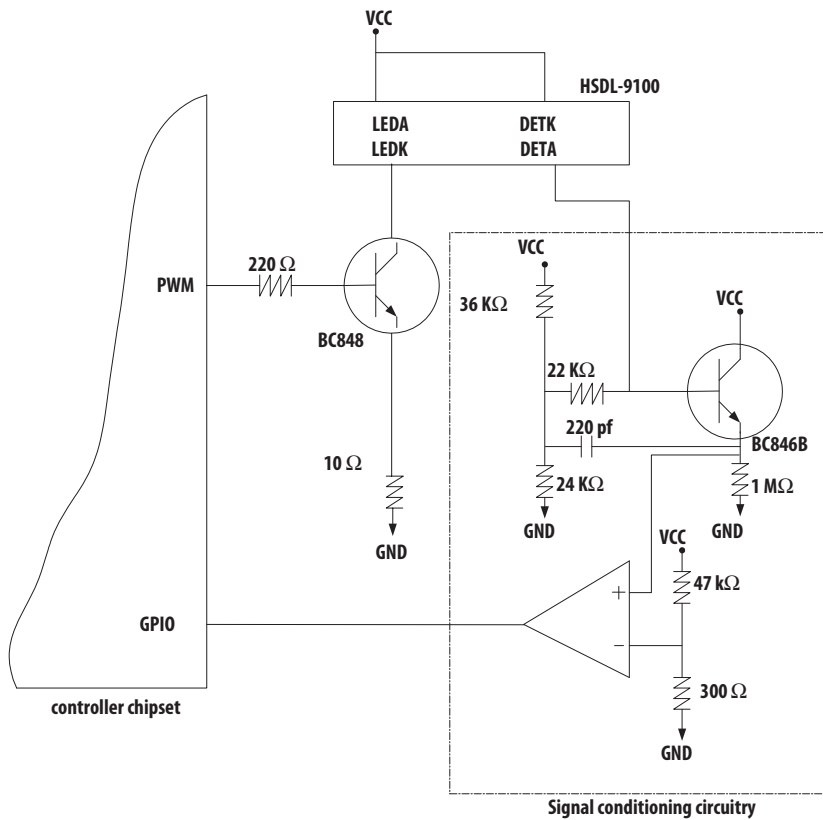 VCC
HSDL-9100
LEDA
DETK
LEDK
DETA
VCC
220 Ω
PWM
36 KΩ
VCC
BC848
22 KΩ
220 pf
BC846B
10 Ω
24 KΩ
1 MΩ
GND
GND
VCC
GND
47 kΩ
+
GPIO
–
300 Ω
controller chipset
GND
Signal conditioning circuitry